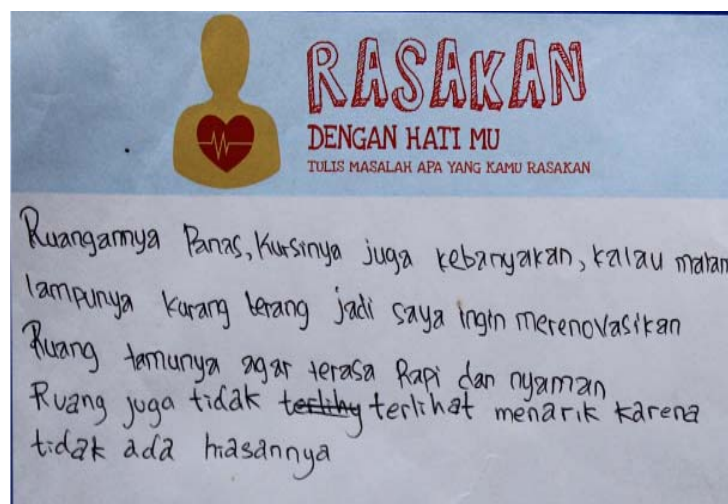 RASAKAN
DENGAN HATI MU
TULIS MASALAH APA YANG KAMU RASAKAN
Ruangannya Panas, Kursinya juga kebanyakan, kalau malam
lampunya kurang terang jadi saya ingin merenovasikan
Ruang tamunya agar terasa Rapi dan nyaman
Ruang juga tidak terlihat menarik karena
tidak ada hiasannya